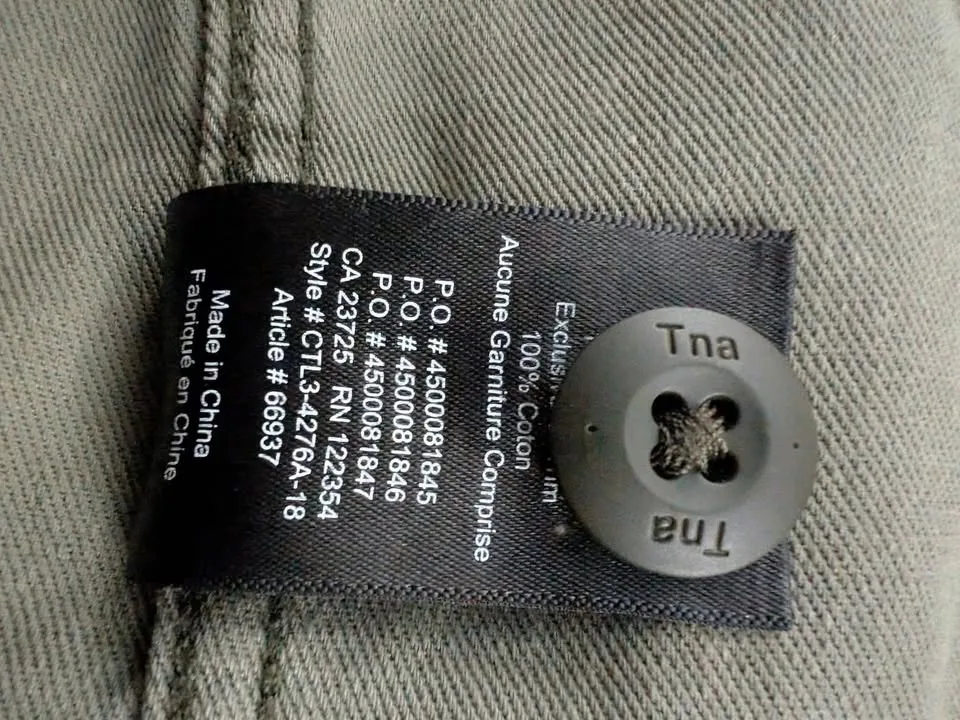 Tna
Tna
100% Coton
Aucune Garniture Comprise
P.O. # 4500081845
P.O. # 4500081846
P.O. # 4500081847
CA 23725 RN 122354
Style # CTL3-4276A-18
Article # 66937
Made in China
Fabriqué en Chine